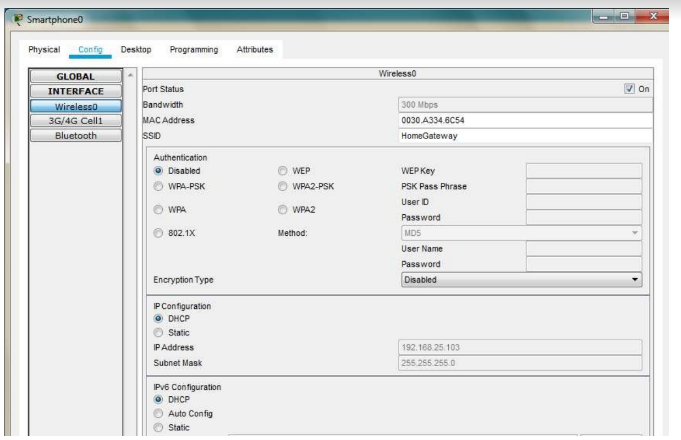 Smartphone0
Physical Config Desktop Programming Attributes
GLOBAL
INTERFACE
Wireless0
3G/4G Cell1
Bluetooth
Wireless0
Port Status On
Bandwidth 300 Mbps
MAC Address 0030.A334.6C54
SSID HomeGateway
Authentication
Disabled WEP WEP Key
WPA-PSK WPA2-PSK PSK Pass Phrase
User ID
WPA WPA2 Password
802.1X Method: MD5
User Name
Password
Encryption Type Disabled
IP Configuration
DHCP
Static
IP Address 192.168.25.103
Subnet Mask 255.255.255.0
IPv6 Configuration
DHCP
Auto Config
Static